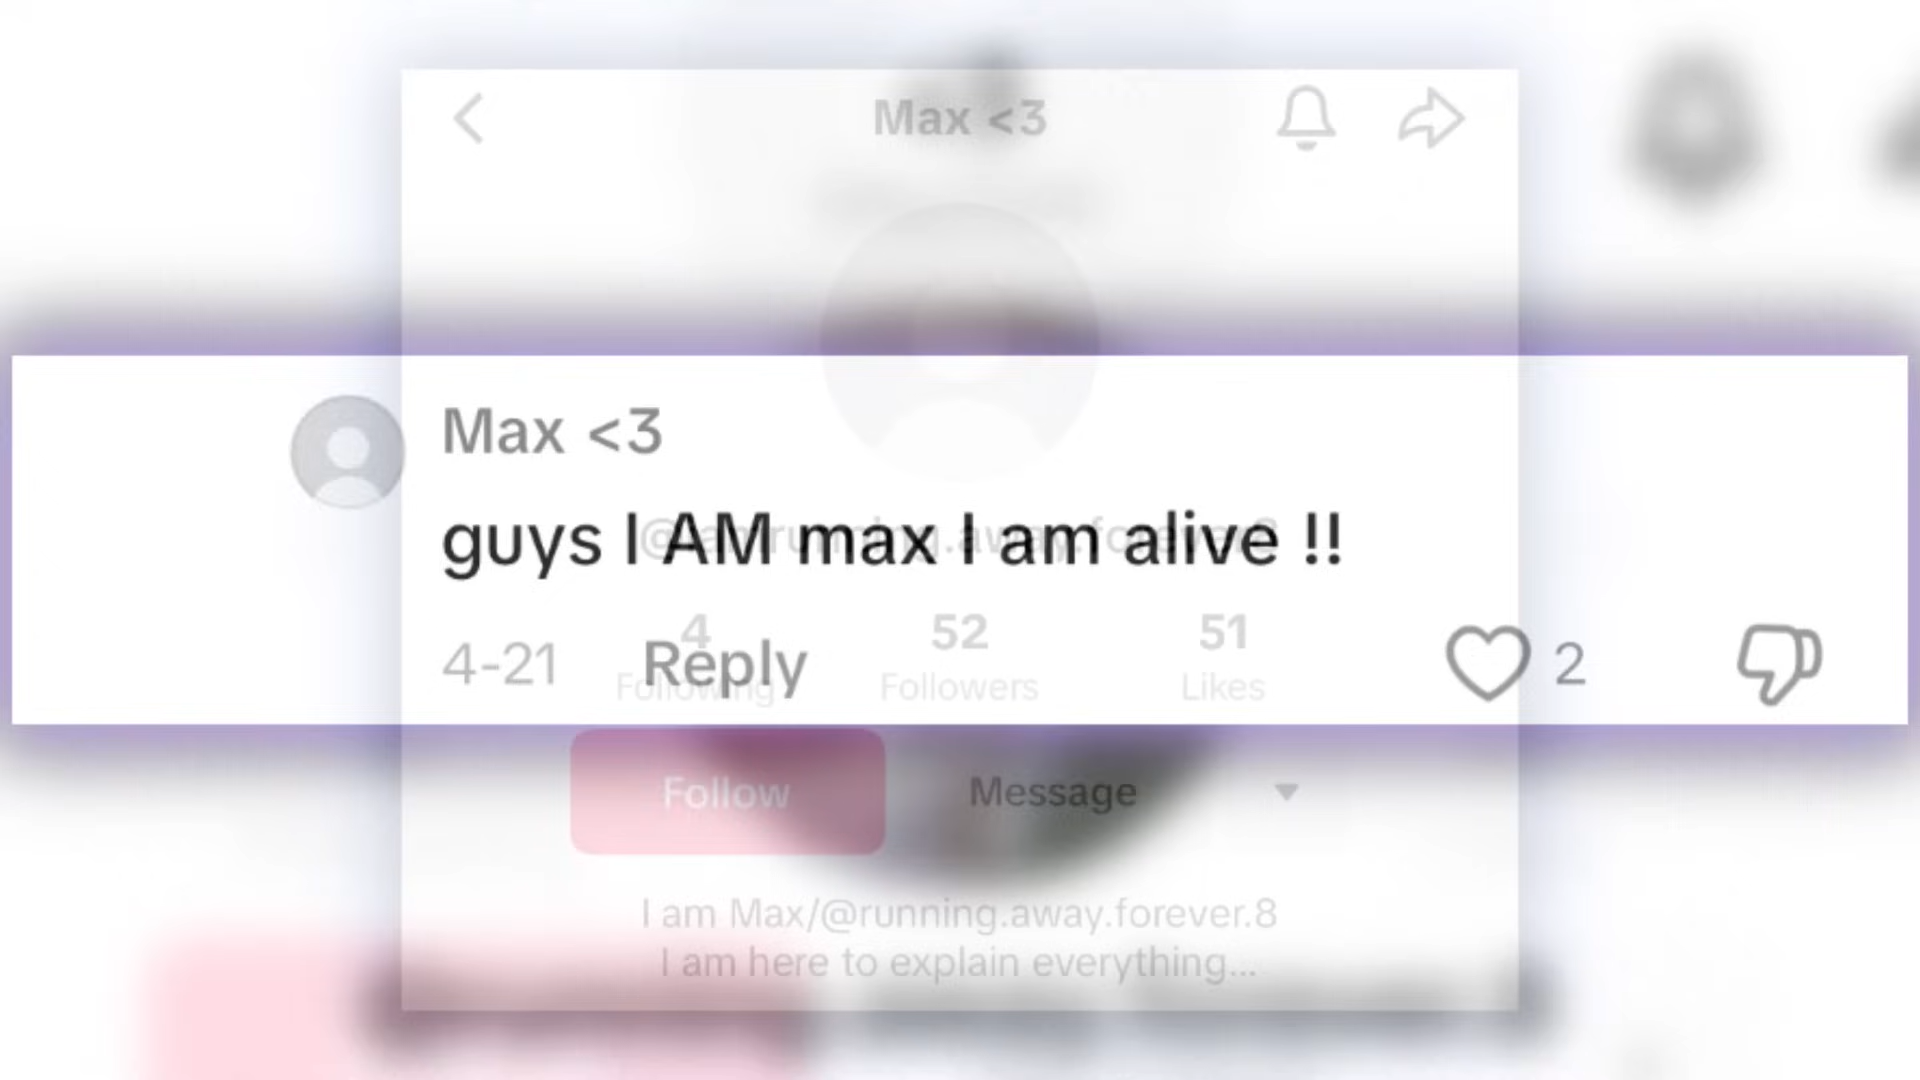 Max <3
Max <3
guys I AM max I am alive !!
4-21 Reply 2
4 52 51
Following Followers Likes
Follow Message
I am Max/@running.away.forever.8
I am here to explain everything...